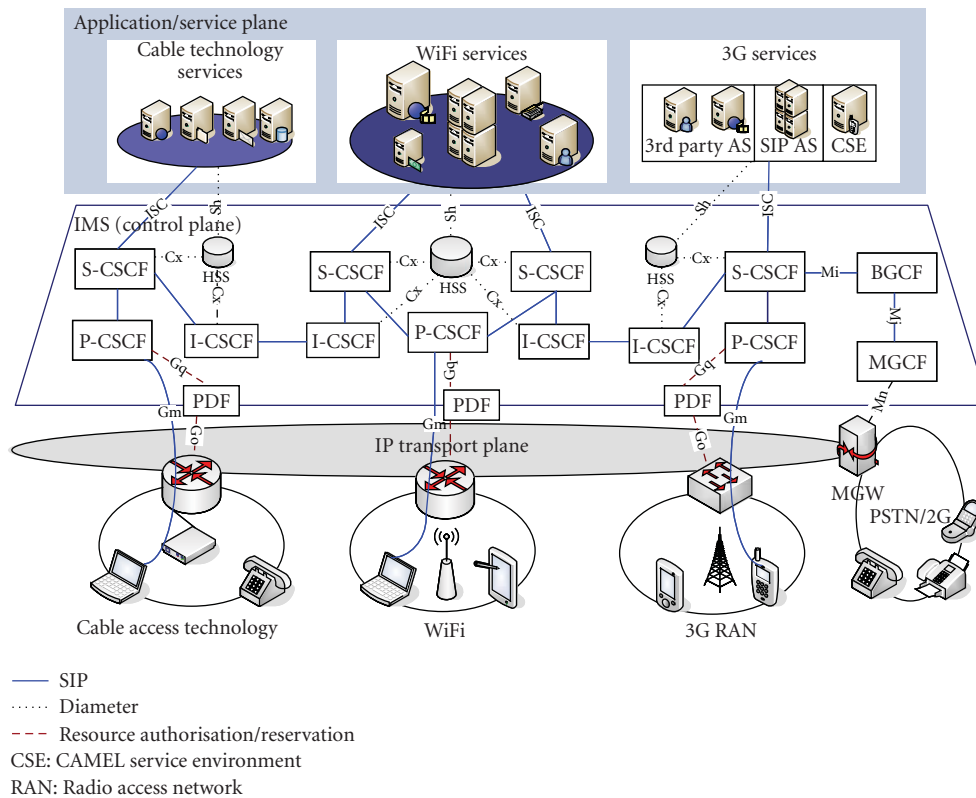 Application/service plane
Cable technology
services
WiFi services
3G services
3rd party AS
SIP AS
CSE
IMS (control plane)
ISC
Sh
ISC
Sh
ISC
Sh
ISC
S-CSCF
Cx
HSS
Cx
S-CSCF
Cx
HSS
Cx
S-CSCF
Cx
Cx
HSS
Cx
Cx
S-CSCF
Mi
BGCF
P-CSCF
I-CSCF
I-CSCF
P-CSCF
I-CSCF
I-CSCF
P-CSCF
Mj
MGCF
Gq
Gq
Gq
PDF
PDF
PDF
Mn
Gm
Go
Gm
Go
Gm
IP transport plane
MGW
PSTN/2G
Cable access technology
WiFi
3G RAN
SIP
Diameter
Resource authorisation/reservation
CSE: CAMEL service environment
RAN: Radio access network